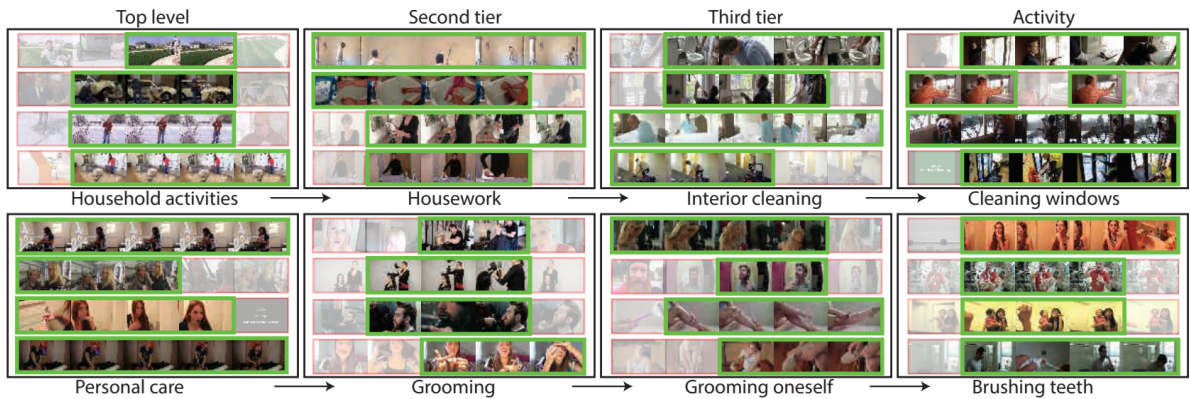 Top level Second tier Third tier Activity
Household activities Housework Interior cleaning Cleaning windows
Personal care Grooming Grooming oneself Brushing teeth